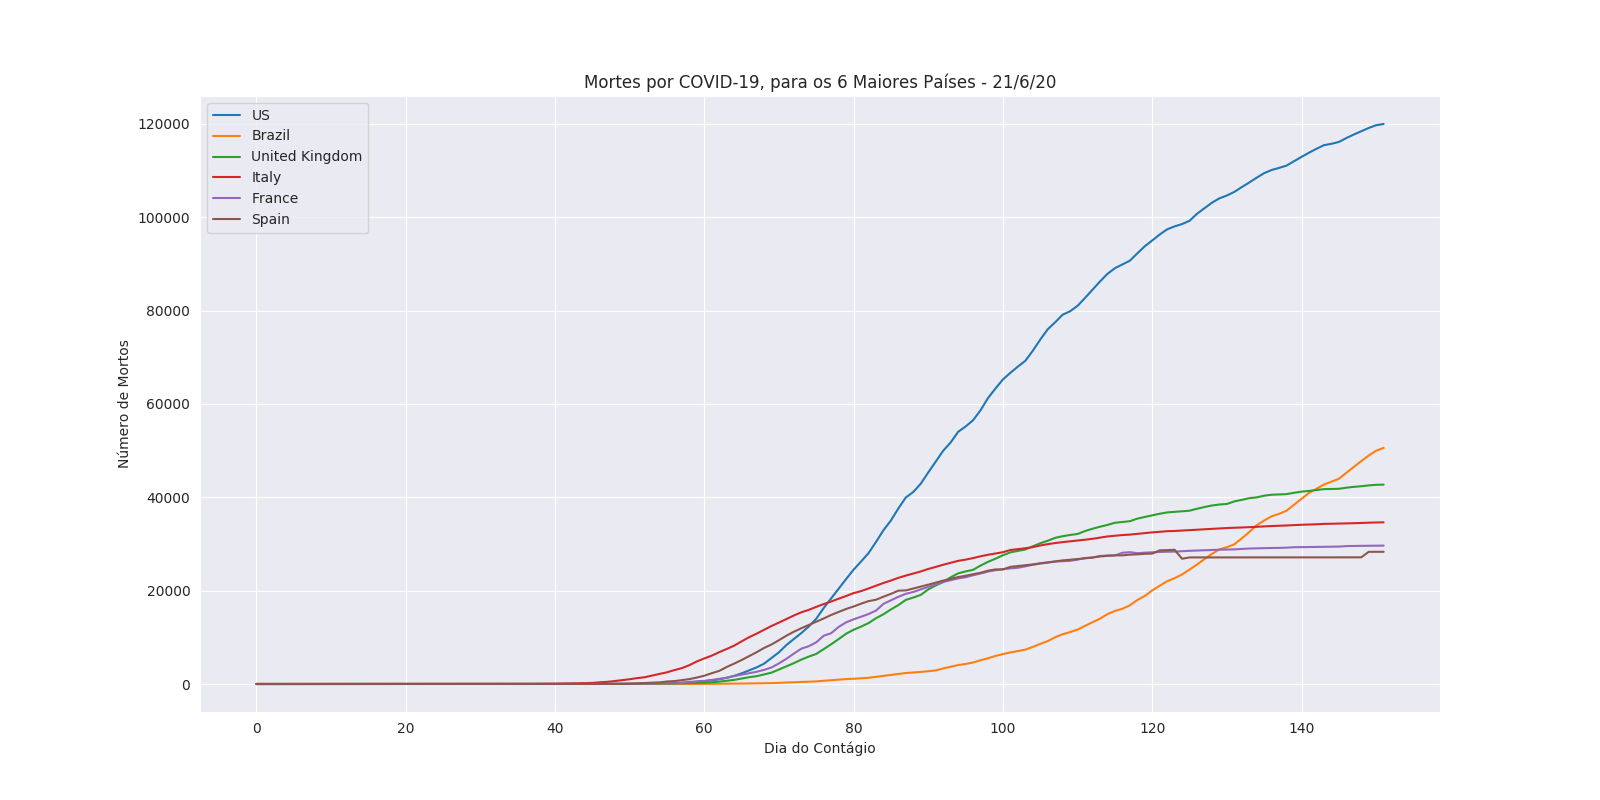 Mortes por COVID-19, para os 6 Maiores Países - 21/6/20
US
Brazil
United Kingdom
Italy
France
Spain
120000
100000
80000
60000
40000
20000
0
Número de Mortos
0 20 40 60 80 100 120 140
Dia do Contágio